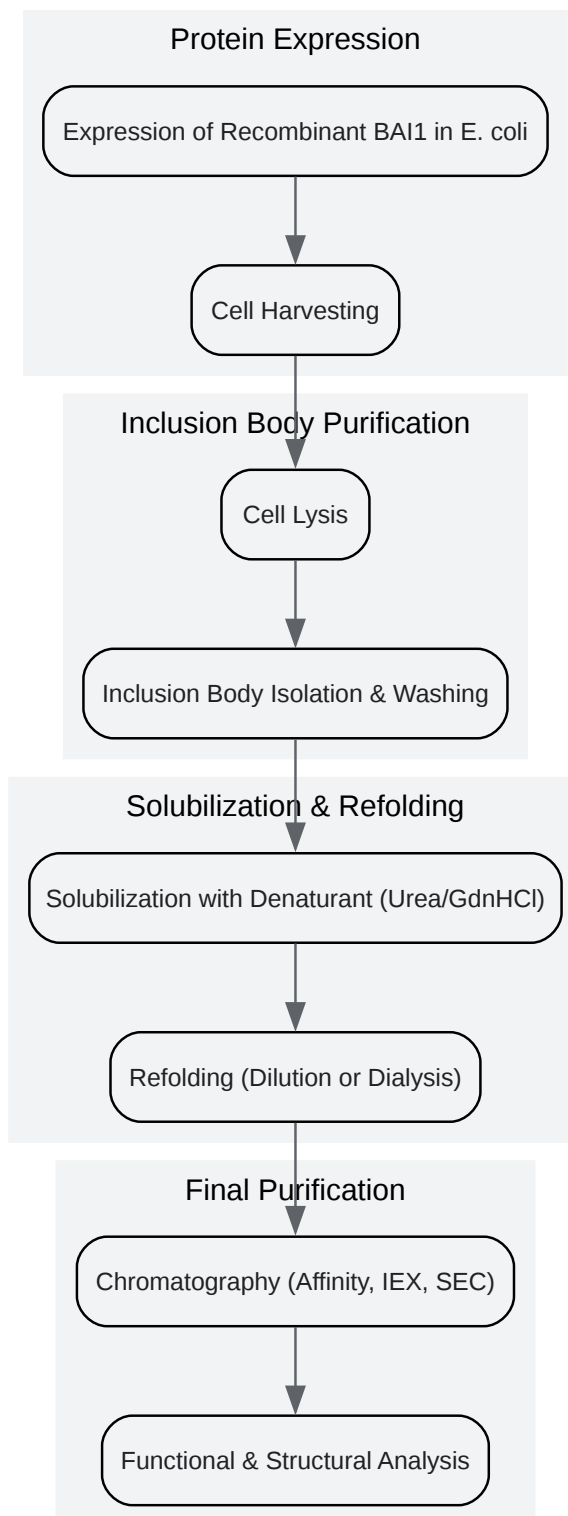 Protein Expression
Expression of Recombinant BAI1 in E. coli
Cell Harvesting
Inclusion Body Purification
Cell Lysis
Inclusion Body Isolation & Washing
Solubilization & Refolding
Solubilization with Denaturant (Urea/GdnHCl)
Refolding (Dilution or Dialysis)
Final Purification
Chromatography (Affinity, IEX, SEC)
Functional & Structural Analysis